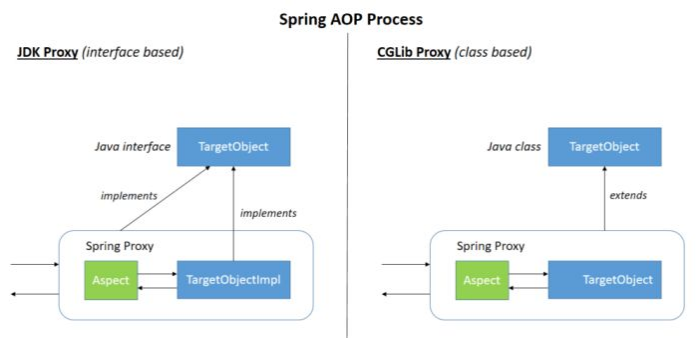 Spring AOP Process
JDK Proxy (interface based)
Java interface
TargetObject
implements
implements
Spring Proxy
Aspect
TargetObjectImpl
CGLib Proxy (class based)
Java class
TargetObject
extends
Spring Proxy
Aspect
TargetObject